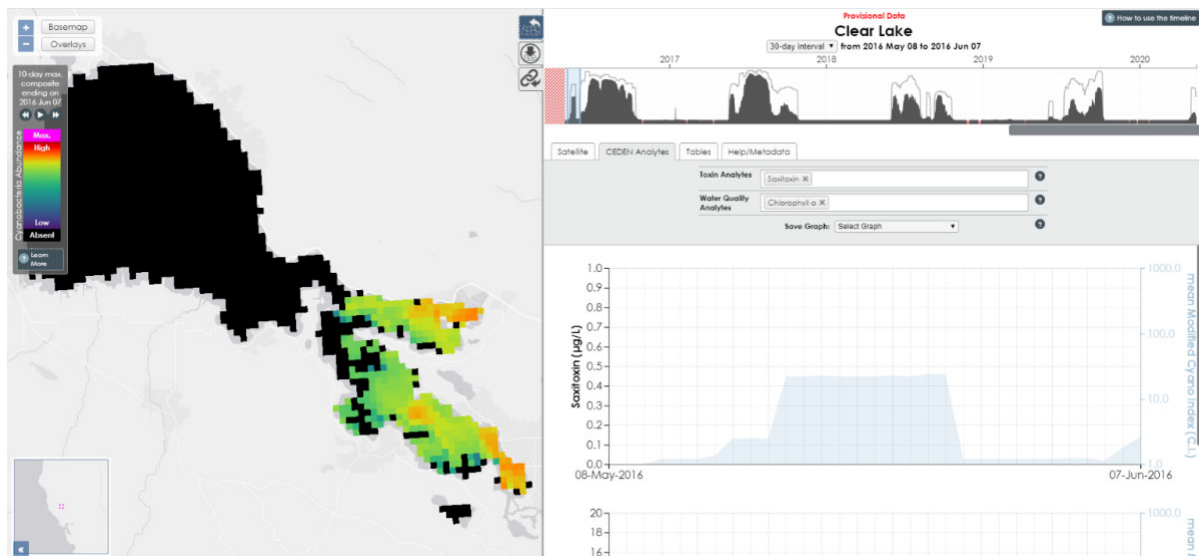 + Basemap
− Overlays
10-day max.
composite
ending on
2016 Jun 07
Cyanobacteria Abundance
Max.
High
Low
Absent
? Learn
More
«
Provisional Data
? How to use the timeline
Clear Lake
30-day interval ▾ from 2016 May 08 to 2016 Jun 07
2017 2018 2019 2020
Satellite CEDEN Analytes Tables Help/Metadata
Toxin Analytes Saxitoxin × ?
Water Quality Chlorophyll a × ?
Analytes
Save Graph: Select Graph ▾ ?
Saxitoxin (µg/L)
1.0
0.9
0.8
0.7
0.6
0.5
0.4
0.3
0.2
0.1
0.0
1000.0
100.0
10.0
1.0
mean Modified Cyano Index (C.I.)
08-May-2016 07-Jun-2016
20
18
16
1000.0
mean Mod